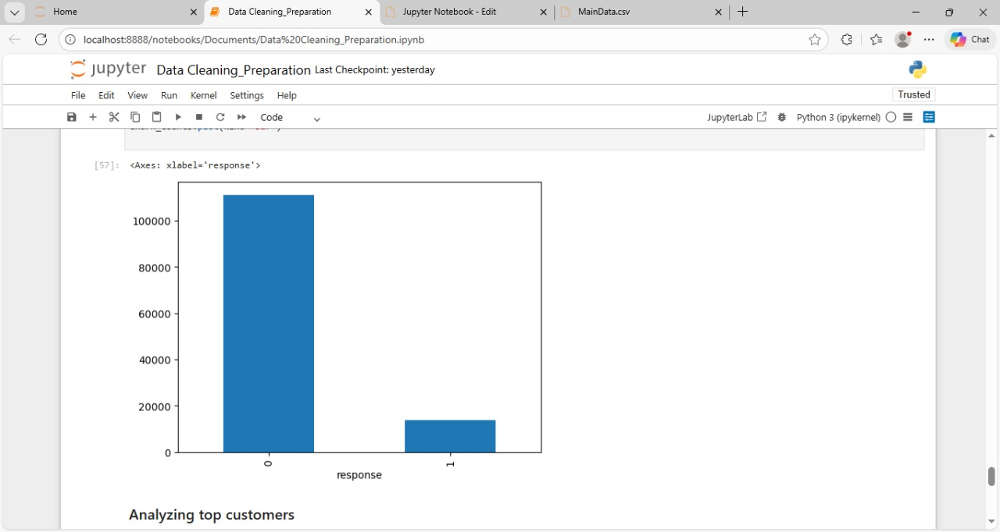 Home
Data Cleaning_Preparation
Jupyter Notebook - Edit
MainData.csv
localhost:8888/notebooks/Documents/Data%20Cleaning_Preparation.ipynb
Chat
jupyter Data Cleaning_Preparation Last Checkpoint: yesterday
File Edit View Run Kernel Settings Help
Trusted
Code
JupyterLab
Python 3 (ipykernel)
[57]: <Axes: xlabel='response'>
100000
80000
60000
40000
20000
0
0 1
response
Analyzing top customers